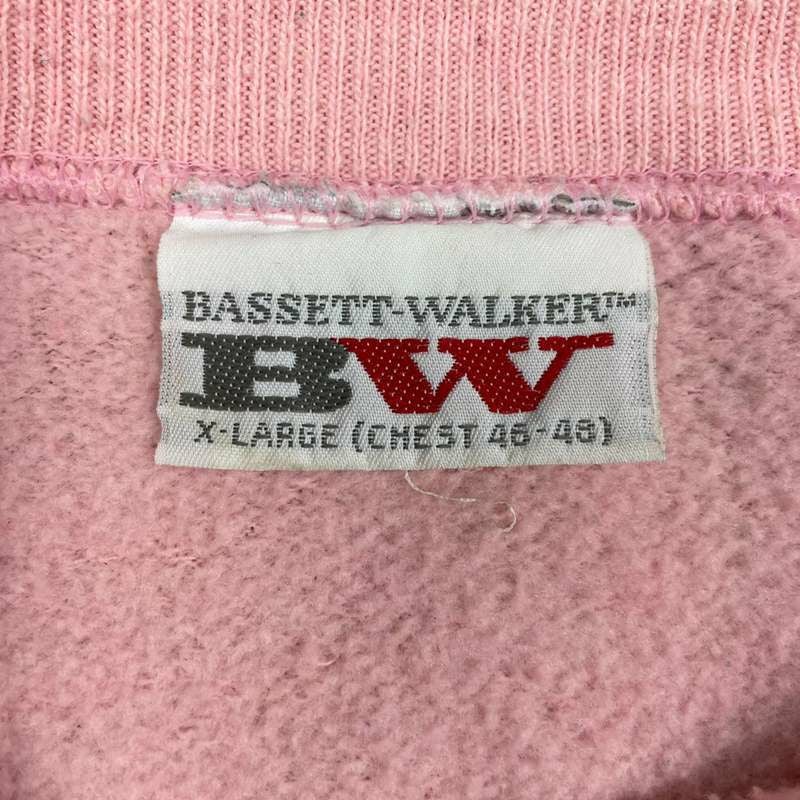 BASSETT-WALKER™
BW
X-LARGE (CHEST 46-48)